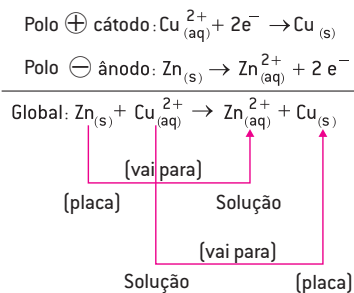 Polo ⊕ cátodo: Cu²⁺(aq) + 2e⁻ → Cu (s)
Polo ⊖ ânodo: Zn(s) → Zn²⁺(aq) + 2 e⁻
Global: Zn(s) + Cu²⁺(aq) → Zn²⁺(aq) + Cu(s)
(vai para)
(placa) Solução
(vai para)
Solução (placa)